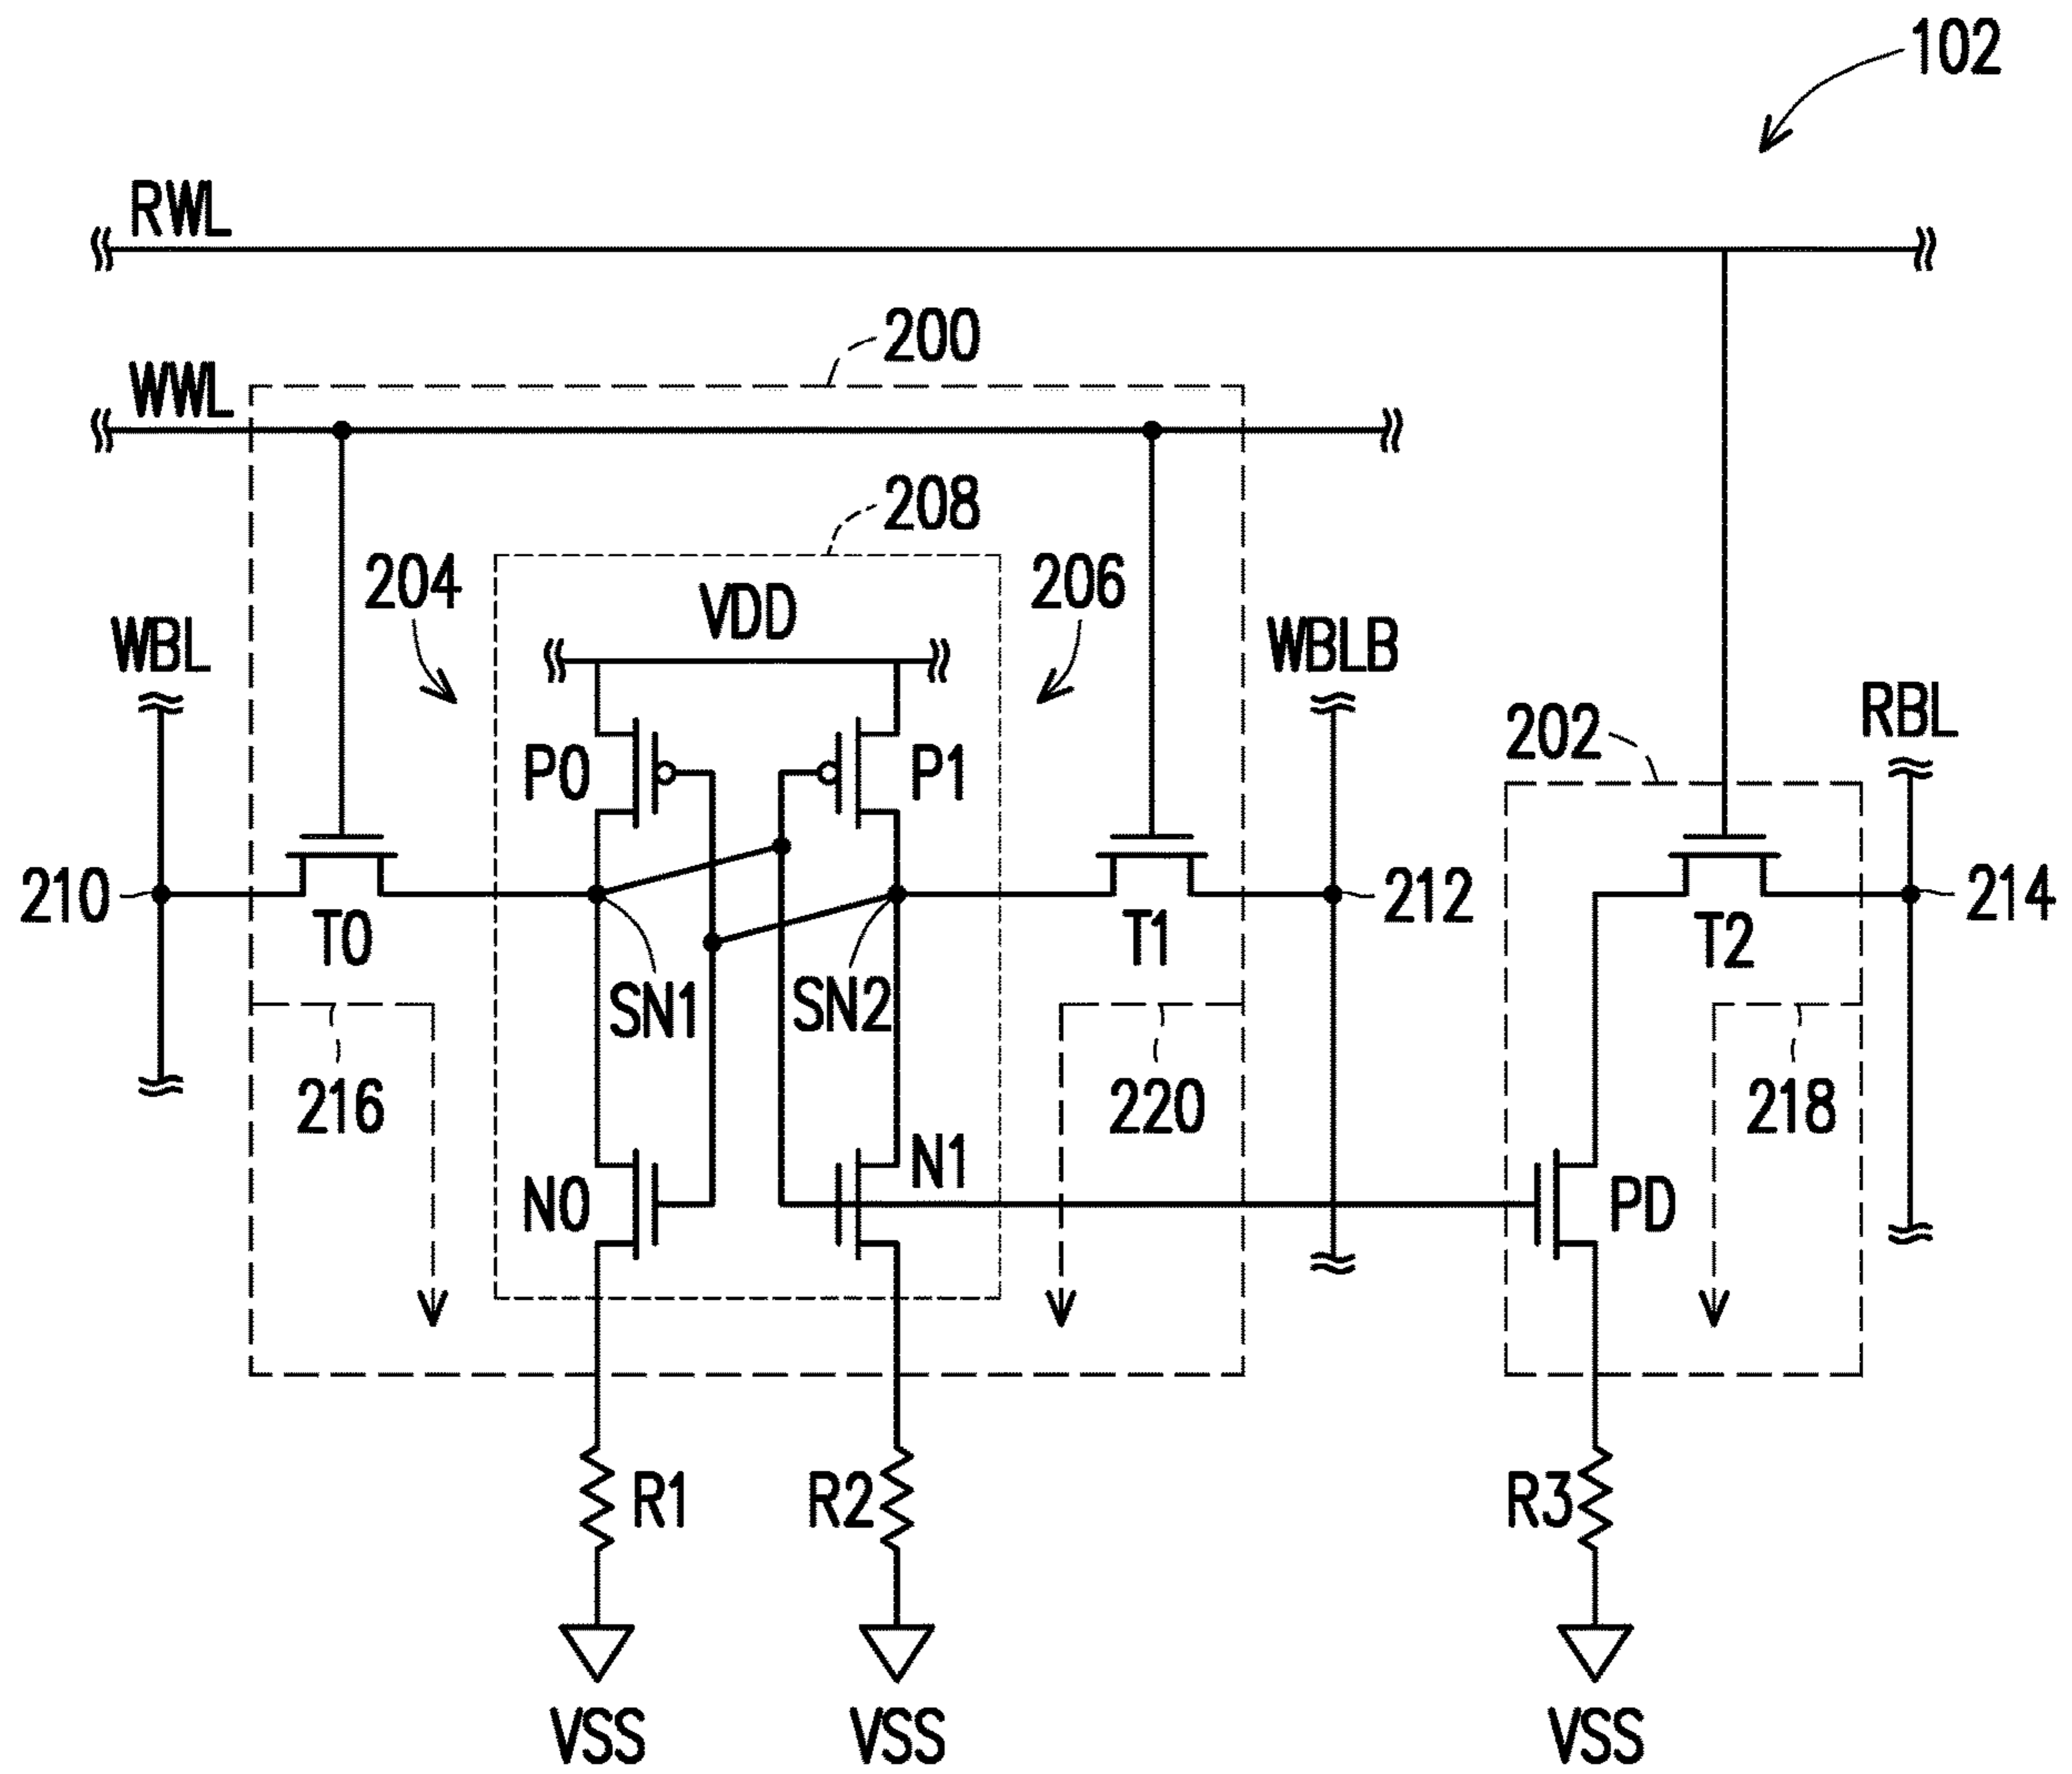 102
RWL
200
WWL
208
204
206
VDD
WBL
WBLB
RBL
202
P0
P1
210
212
214
T0
T1
T2
SN1
SN2
216
220
218
N0
N1
PD
R1
R2
R3
VSS
VSS
VSS